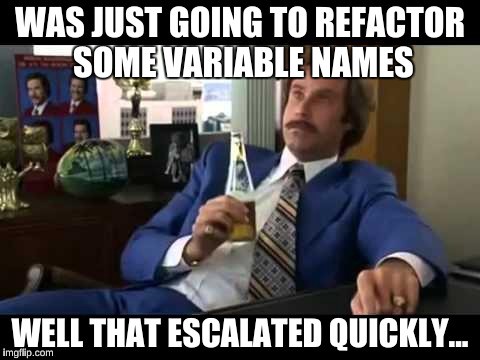 WAS JUST GOING TO REFACTOR
SOME VARIABLE NAMES
WELL THAT ESCALATED QUICKLY...
imgflip.com